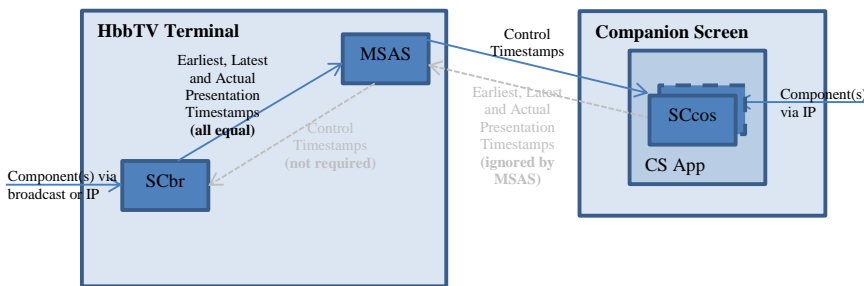 HbbTV Terminal
MSAS
Earliest, Latest
and Actual
Presentation
Timestamps
(all equal)
Control
Timestamps
(not required)
SCbr
Component(s) via
broadcast or IP
Control
Timestamps
Earliest, Latest
and Actual
Presentation
Timestamps
(ignored by
MSAS)
Companion Screen
SCcos
CS App
Component(s)
via IP